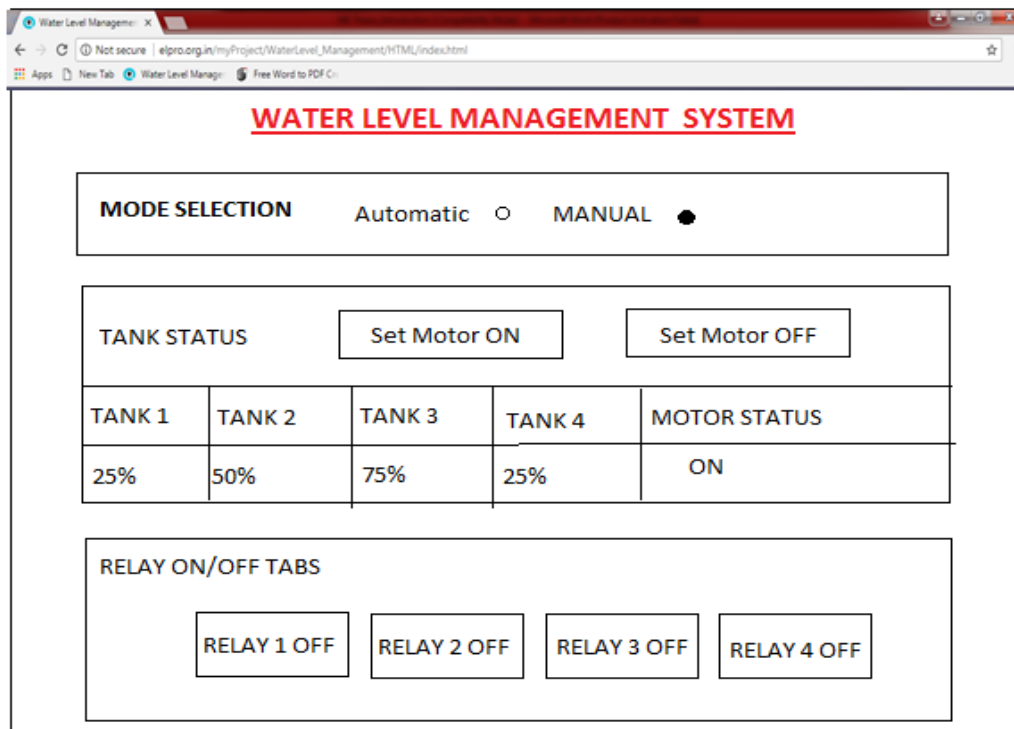 Water Level Managemen
Not secure | elpro.org.in/myProject/WaterLevel_Management/HTML/index.html
Apps New Tab Water Level Manage Free Word to PDF Co
WATER LEVEL MANAGEMENT SYSTEM
MODE SELECTION Automatic MANUAL
TANK STATUS Set Motor ON Set Motor OFF
TANK 1 TANK 2 TANK 3 TANK 4 MOTOR STATUS
25% 50% 75% 25% ON
RELAY ON/OFF TABS
RELAY 1 OFF RELAY 2 OFF RELAY 3 OFF RELAY 4 OFF